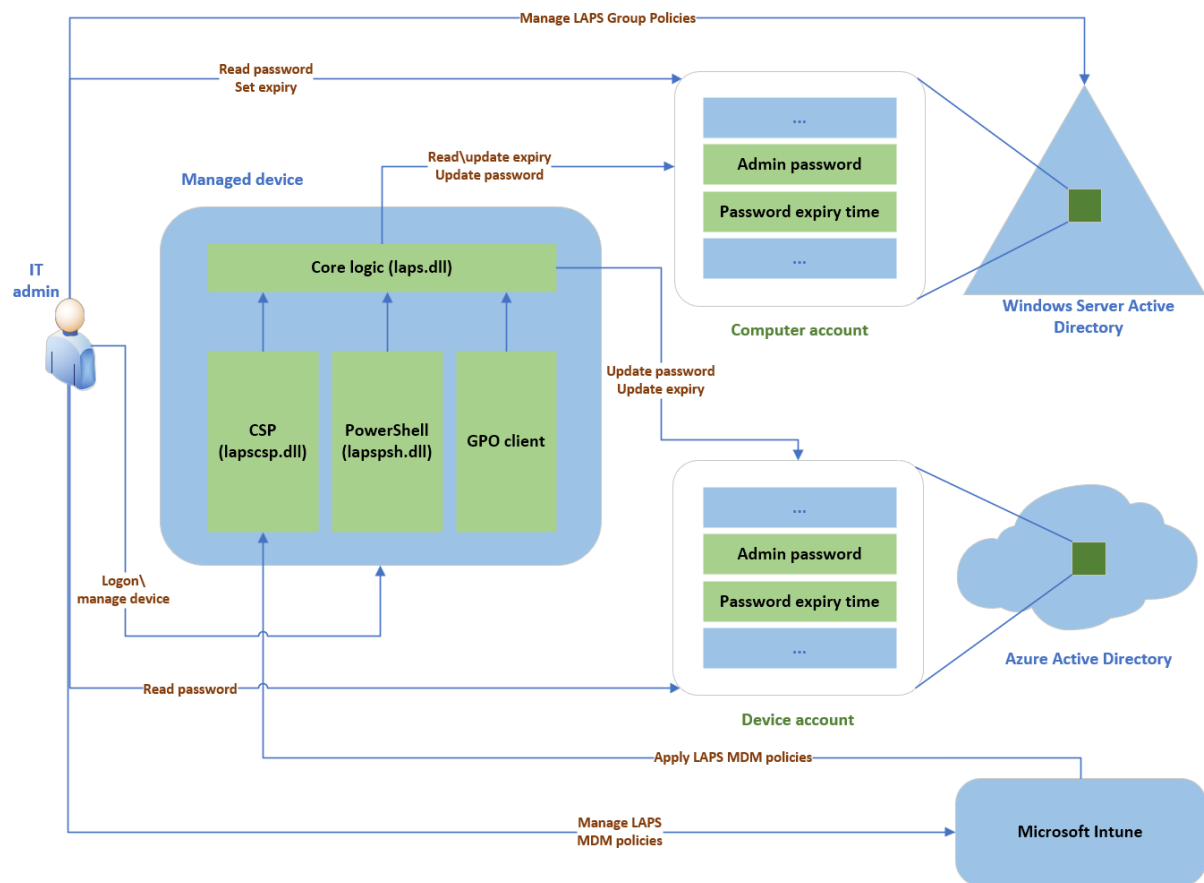 Manage LAPS Group Policies
Read password
Set expiry
...
Read\update expiry
Update password
Admin password
Managed device
Password expiry time
Core logic (laps.dll)
...
IT
admin
Windows Server Active
Directory
Computer account
Update password
Update expiry
CSP
(lapscsp.dll)
PowerShell
(lapspsh.dll)
GPO client
...
Admin password
Logon\
manage device
Password expiry time
...
Azure Active Directory
Read password
Device account
Apply LAPS MDM policies
Manage LAPS
MDM policies
Microsoft Intune